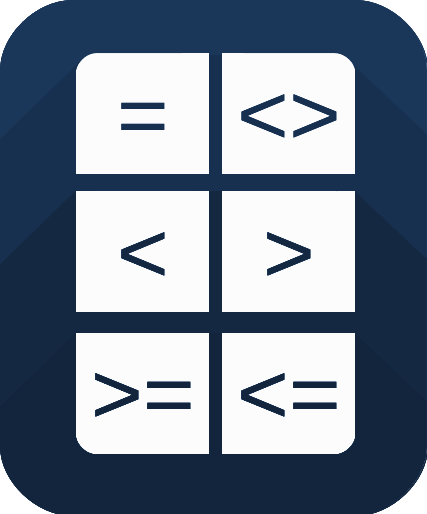 = <>
< >
>= <=